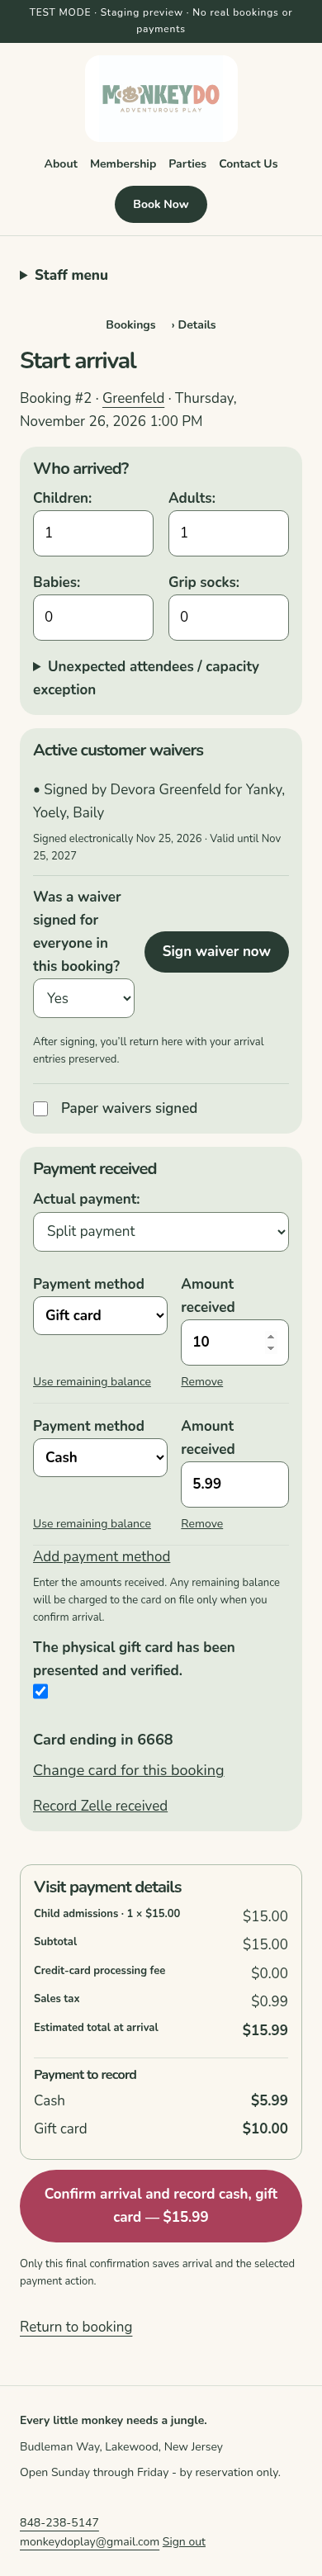 TEST MODE · Staging preview · No real bookings or
payments
MONKEYDO
ADVENTUROUS PLAY
About Membership Parties Contact Us
Book Now
▶ Staff menu
Bookings › Details
Start arrival
Booking #2 · Greenfeld · Thursday,
November 26, 2026 1:00 PM
Who arrived?
Children: Adults:
1 1
Babies: Grip socks:
0 0
▶ Unexpected attendees / capacity
exception
Active customer waivers
• Signed by Devora Greenfeld for Yanky,
Yoely, Baily
Signed electronically Nov 25, 2026 · Valid until Nov
25, 2027
Was a waiver
signed for
everyone in
this booking?
Yes
Sign waiver now
After signing, you’ll return here with your arrival
entries preserved.
Paper waivers signed
Payment received
Actual payment:
Split payment
Payment method
Gift card
Amount
received
10
Use remaining balance Remove
Payment method
Cash
Amount
received
5.99
Use remaining balance Remove
Add payment method
Enter the amounts received. Any remaining balance
will be charged to the card on file only when you
confirm arrival.
The physical gift card has been
presented and verified.
Card ending in 6668
Change card for this booking
Record Zelle received
Visit payment details
Child admissions · 1 × $15.00 $15.00
Subtotal $15.00
Credit-card processing fee $0.00
Sales tax $0.99
Estimated total at arrival $15.99
Payment to record
Cash $5.99
Gift card $10.00
Confirm arrival and record cash, gift
card — $15.99
Only this final confirmation saves arrival and the selected
payment action.
Return to booking
Every little monkey needs a jungle.
Budleman Way, Lakewood, New Jersey
Open Sunday through Friday - by reservation only.
848-238-5147
monkeydoplay@gmail.com Sign out